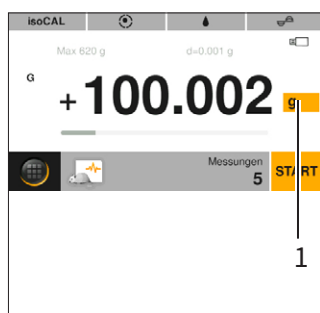 isoCAL
Max 620 g d=0.001 g
G
+100.002 g
Messungen
5
START
1